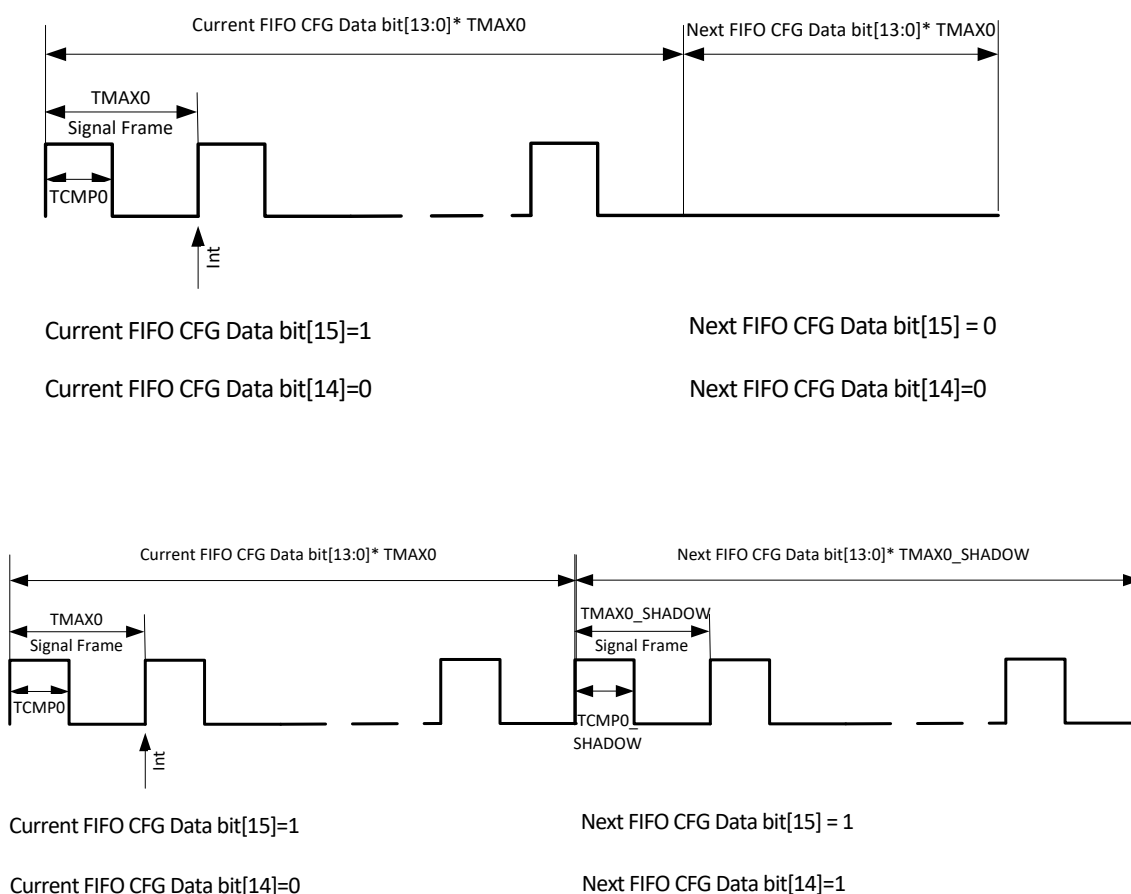 Current FIFO CFG Data bit[13:0]* TMAX0
Next FIFO CFG Data bit[13:0]* TMAX0
TMAX0
Signal Frame
TCMP0
Int
Current FIFO CFG Data bit[15]=1
Next FIFO CFG Data bit[15] = 0
Current FIFO CFG Data bit[14]=0
Next FIFO CFG Data bit[14]=0
Current FIFO CFG Data bit[13:0]* TMAX0
Next FIFO CFG Data bit[13:0]* TMAX0_SHADOW
TMAX0
Signal Frame
TMAX0_SHADOW
Signal Frame
TCMP0
TCMP0_
SHADOW
Int
Current FIFO CFG Data bit[15]=1
Next FIFO CFG Data bit[15] = 1
Current FIFO CFG Data bit[14]=0
Next FIFO CFG Data bit[14]=1